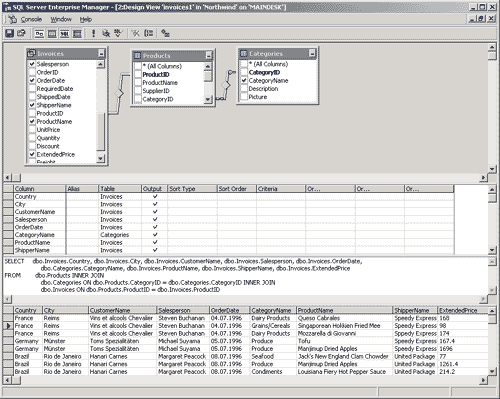 SQL Server Enterprise Manager - [2:Design View 'invoices1' in 'Northwind' on 'MAINDESK']
Console Window Help
Invoices
Salesperson
OrderID
OrderDate
RequiredDate
ShippedDate
ShipperName
ProductID
ProductName
UnitPrice
Quantity
Discount
ExtendedPrice
Freight
Products
* (All Columns)
ProductID
ProductName
SupplierID
CategoryID
Categories
* (All Columns)
CategoryID
CategoryName
Description
Picture
Column Alias Table Output Sort Type Sort Order Criteria Or... Or... Or...
Country Invoices
City Invoices
CustomerName Invoices
Salesperson Invoices
OrderDate Invoices
CategoryName Categories
ProductName Invoices
ShipperName Invoices
SELECT dbo.Invoices.Country, dbo.Invoices.City, dbo.Invoices.CustomerName, dbo.Invoices.Salesperson, dbo.Invoices.OrderDate,
dbo.Categories.CategoryName, dbo.Invoices.ProductName, dbo.Invoices.ShipperName, dbo.Invoices.ExtendedPrice
FROM dbo.Products INNER JOIN
dbo.Categories ON dbo.Products.CategoryID = dbo.Categories.CategoryID INNER JOIN
dbo.Invoices ON dbo.Products.ProductID = dbo.Invoices.ProductID
Country City CustomerName Salesperson OrderDate CategoryName ProductName ShipperName ExtendedPrice
France Reims Vins et alcools Chevalier Steven Buchanan 04.07.1996 Dairy Products Queso Cabrales Speedy Express 168
France Reims Vins et alcools Chevalier Steven Buchanan 04.07.1996 Grains/Cereals Singaporean Hokkien Fried Mee Speedy Express 98
France Reims Vins et alcools Chevalier Steven Buchanan 04.07.1996 Dairy Products Mozzarella di Giovanni Speedy Express 174
Germany Münster Toms Spezialitäten Michael Suyama 05.07.1996 Produce Tofu Speedy Express 167.4
Germany Münster Toms Spezialitäten Michael Suyama 05.07.1996 Produce Manjimup Dried Apples Speedy Express 1696
Brazil Rio de Janeiro Hanari Carnes Margaret Peacock 08.07.1996 Seafood Jack's New England Clam Chowder United Package 77
Brazil Rio de Janeiro Hanari Carnes Margaret Peacock 08.07.1996 Produce Manjimup Dried Apples United Package 1261.4
Brazil Rio de Janeiro Hanari Carnes Margaret Peacock 08.07.1996 Condiments Louisiana Fiery Hot Pepper Sauce United Package 214.2